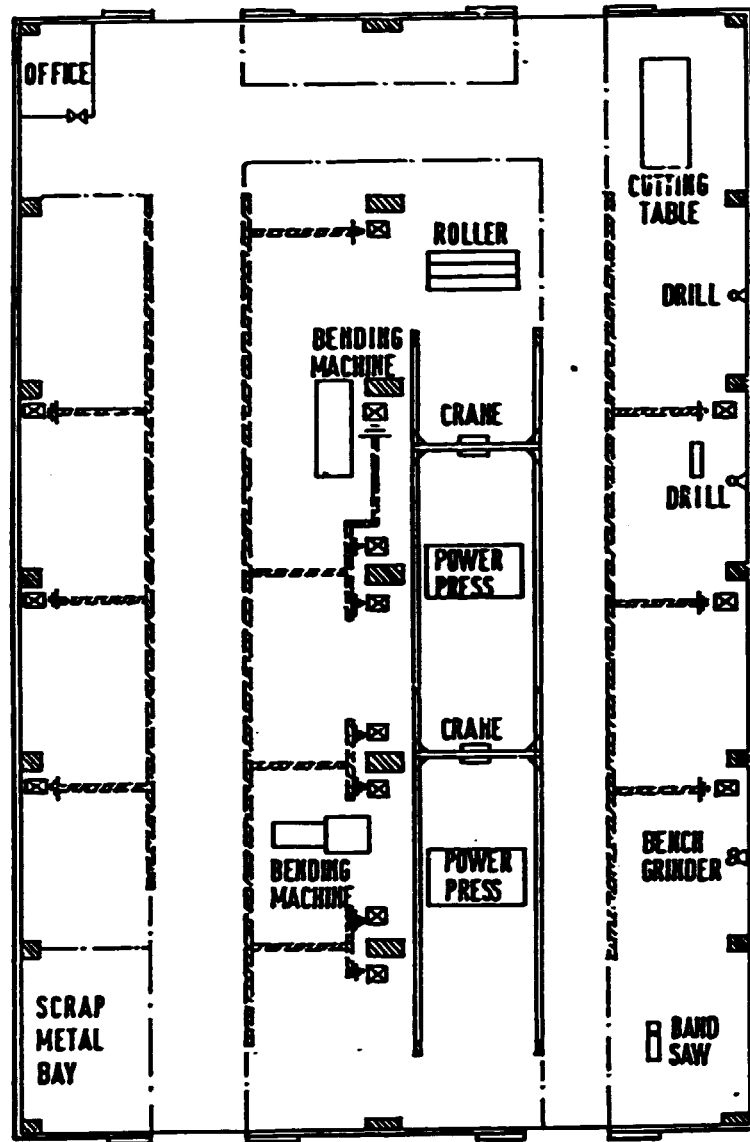 OFFICE
CUTTING
TABLE
ROLLER
DRILL
BENDING
MACHINE
CRANE
DRILL
POWER
PRESS
CRANE
BENDING
MACHINE
POWER
PRESS
BENCH
GRINDER
SCRAP
METAL
BAY
BAND
SAW